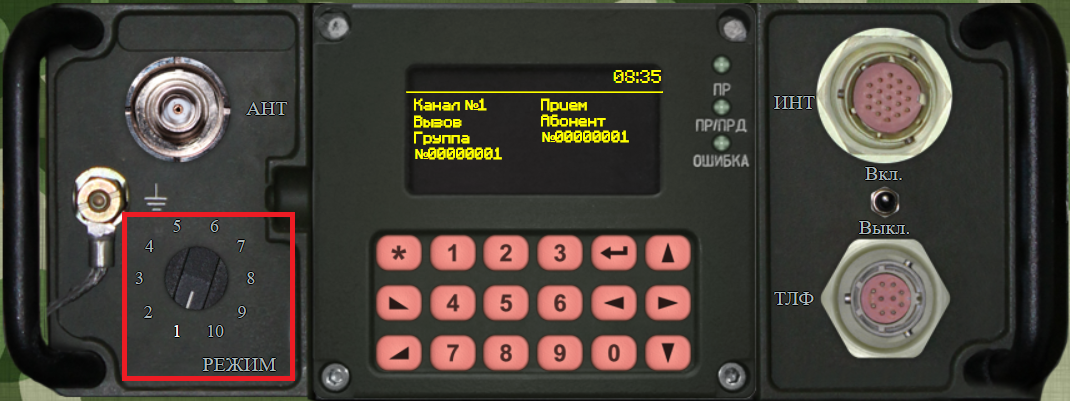 АНТ
5 6
4 7
3 8
2 9
1 10
РЕЖИМ
08:35
Канал №1 Прием
Вызов Абонент
Группа №00000001
№00000001
ПР
ПР/ПРД
ОШИБКА
* 1 2 3
4 5 6
7 8 9 0
ИНТ
Вкл.
Выкл.
ТЛФ